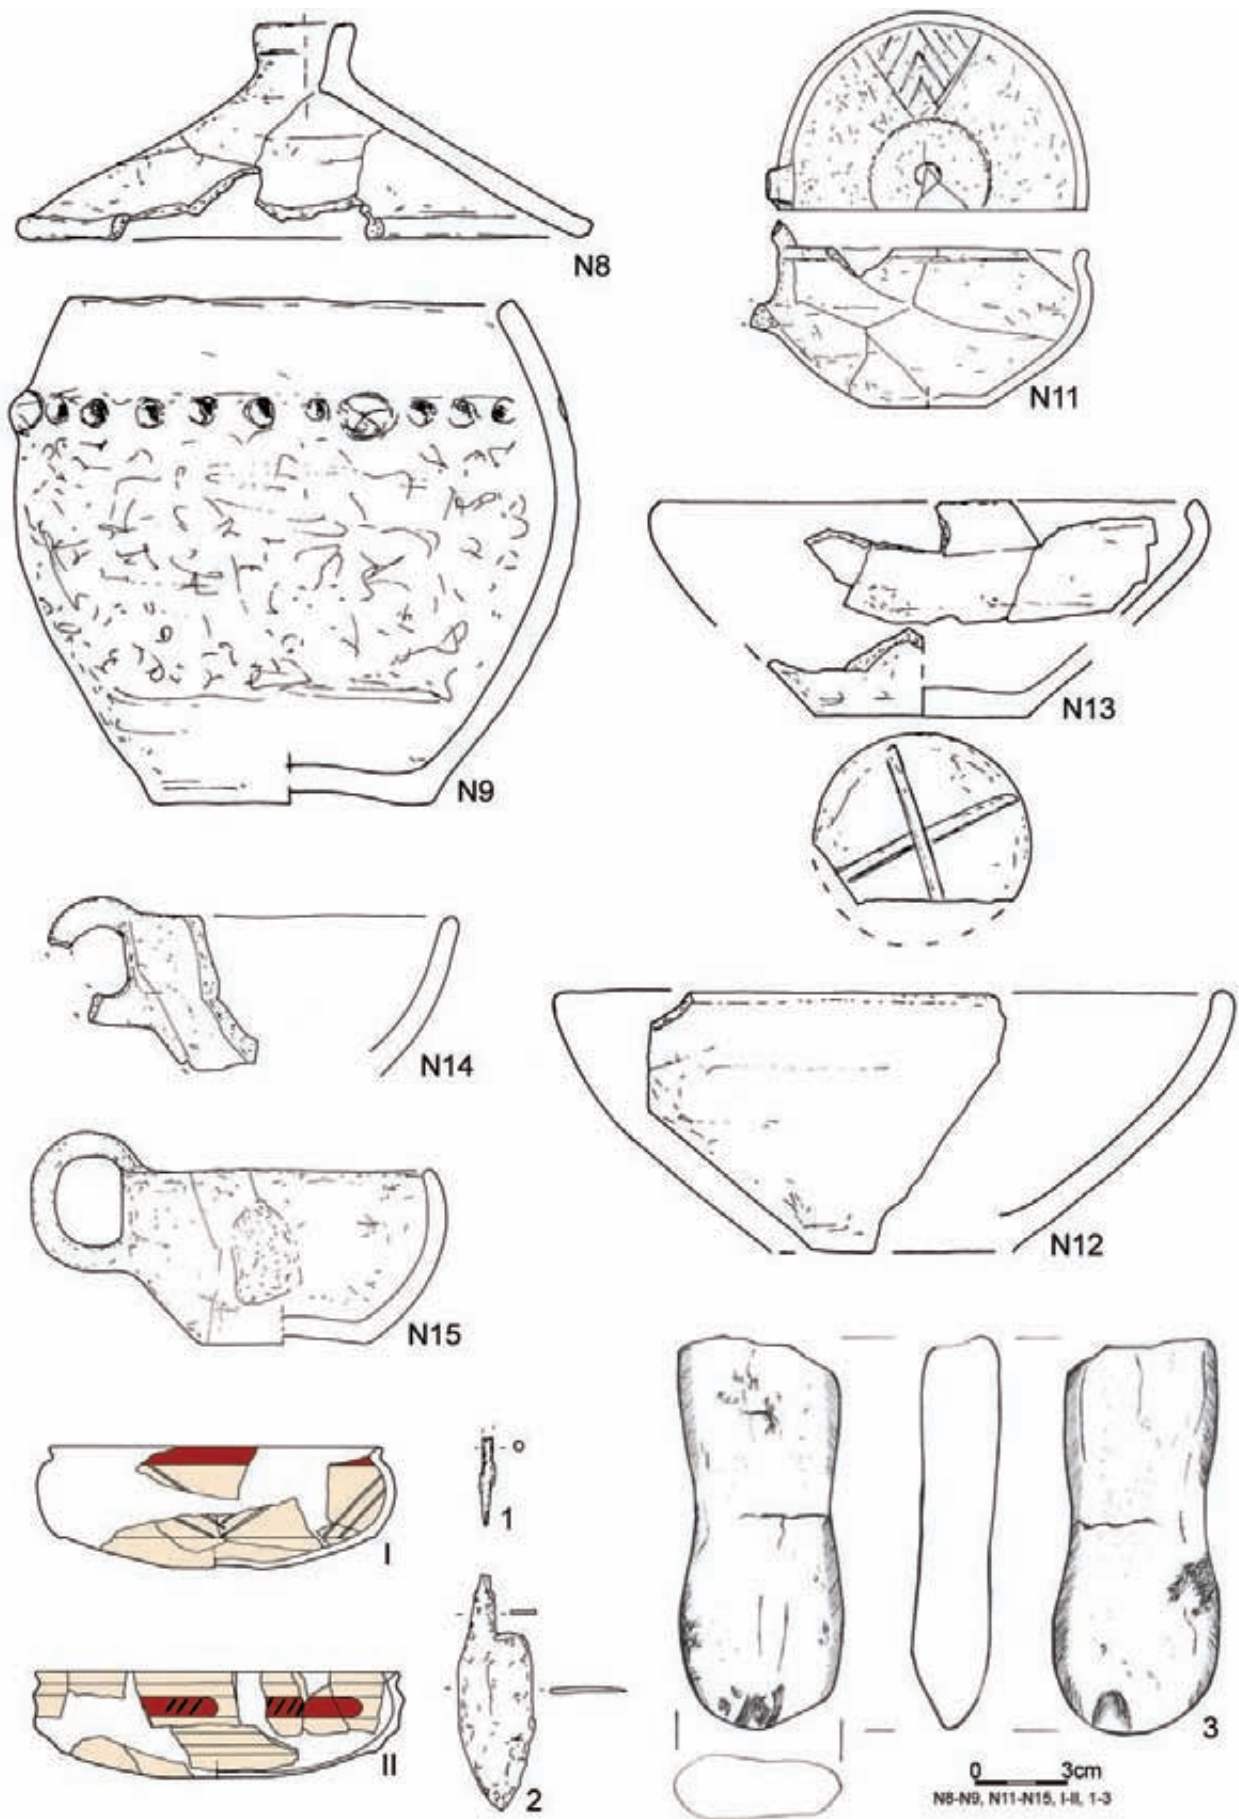 N8
N11
N9
N13
N14
N12
N15
I
1
II
2
3
0 3cm
N8-N9, N11-N15, I-II, 1-3